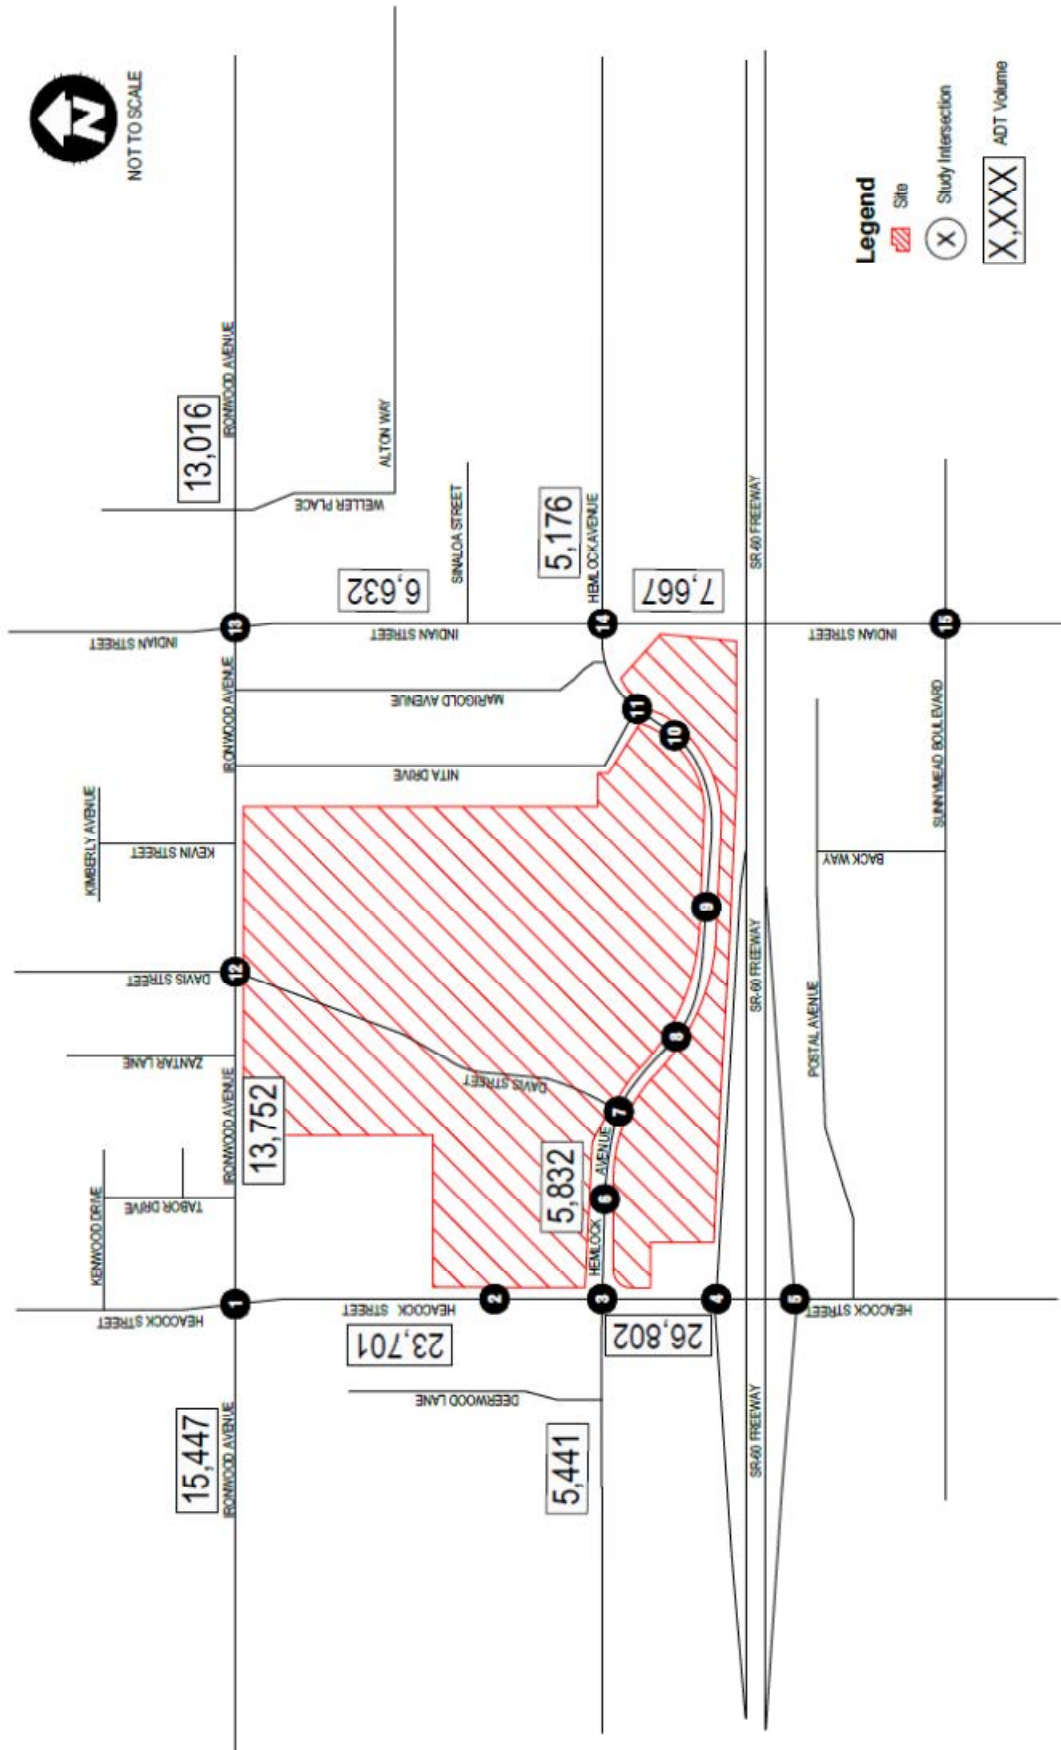 N
NOT TO SCALE
Legend
Site
X
Study Intersection
X,XXX
ADT Volume
15,447
IRONWOOD AVENUE
HEACOCK STREET
1
KENWOOD DRIVE
TABOR DRIVE
IRONWOOD AVENUE
13,752
ZANTAR LANE
DAVIS STREET
12
KIMBERLY AVENUE
KEVIN STREET
IRONWOOD AVENUE
INDIAN STREET
13
13,016
IRONWOOD AVENUE
WELLER PLACE
ALTON WAY
23,701
HEACOCK STREET
2
DAVIS STREET
NITA DRIVE
MARIGOLD AVENUE
INDIAN STREET
6,632
SINALOA STREET
DEERWOOD LANE
5,441
3
HEMLOCK
AVENUE
5,832
6
7
8
9
10
11
14
5,176
HEMLOCK AVENUE
26,802
7,667
4
5
SR-60 FREEWAY
SR-60 FREEWAY
SR-60 FREEWAY
HEACOCK STREET
POSTAL AVENUE
BACK WAY
INDIAN STREET
15
SUNNYMEAD BOULEVARD